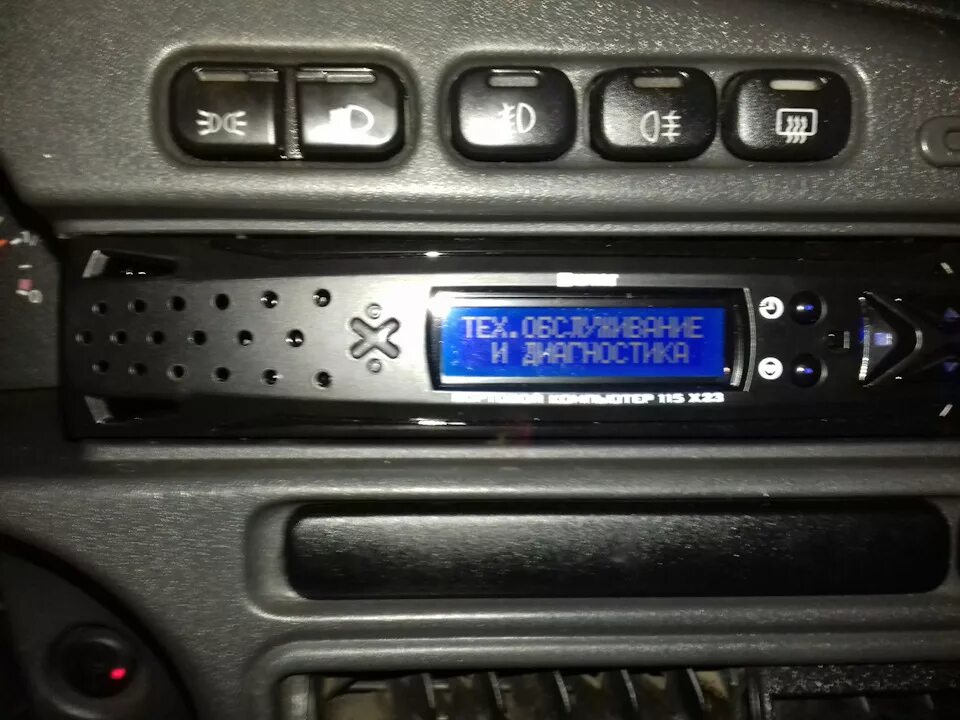 ТЕХ.ОБСЛУЖИВАНИЕ
И ДИАГНОСТИКА
БОРТОВОЙ КОМПЬЮТЕР 115 X23